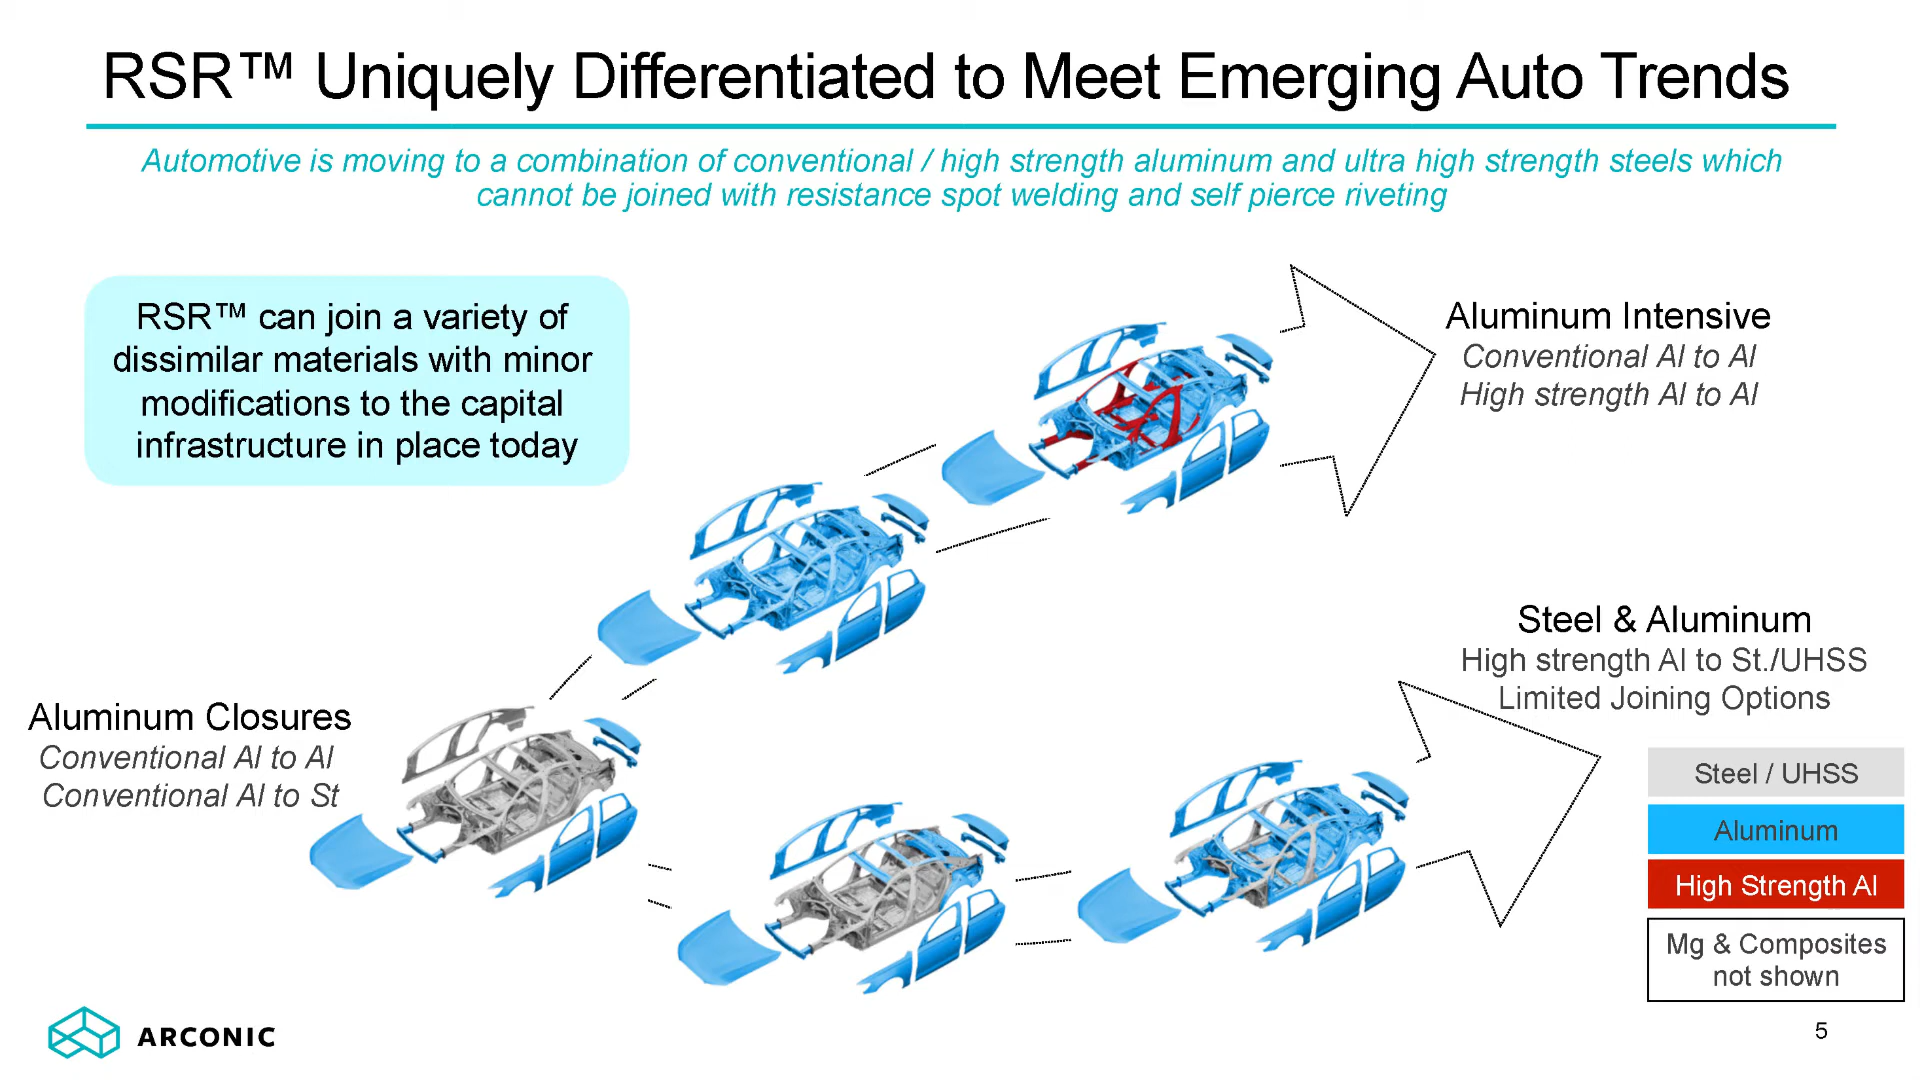 RSR™ Uniquely Differentiated to Meet Emerging Auto Trends
Automotive is moving to a combination of conventional / high strength aluminum and ultra high strength steels which
cannot be joined with resistance spot welding and self pierce riveting
RSR™ can join a variety of
dissimilar materials with minor
modifications to the capital
infrastructure in place today
Aluminum Intensive
Conventional Al to Al
High strength Al to Al
Steel & Aluminum
High strength Al to St./UHSS
Limited Joining Options
Aluminum Closures
Conventional Al to Al
Conventional Al to St
Steel / UHSS
Aluminum
High Strength Al
Mg & Composites
not shown
ARCONIC
5